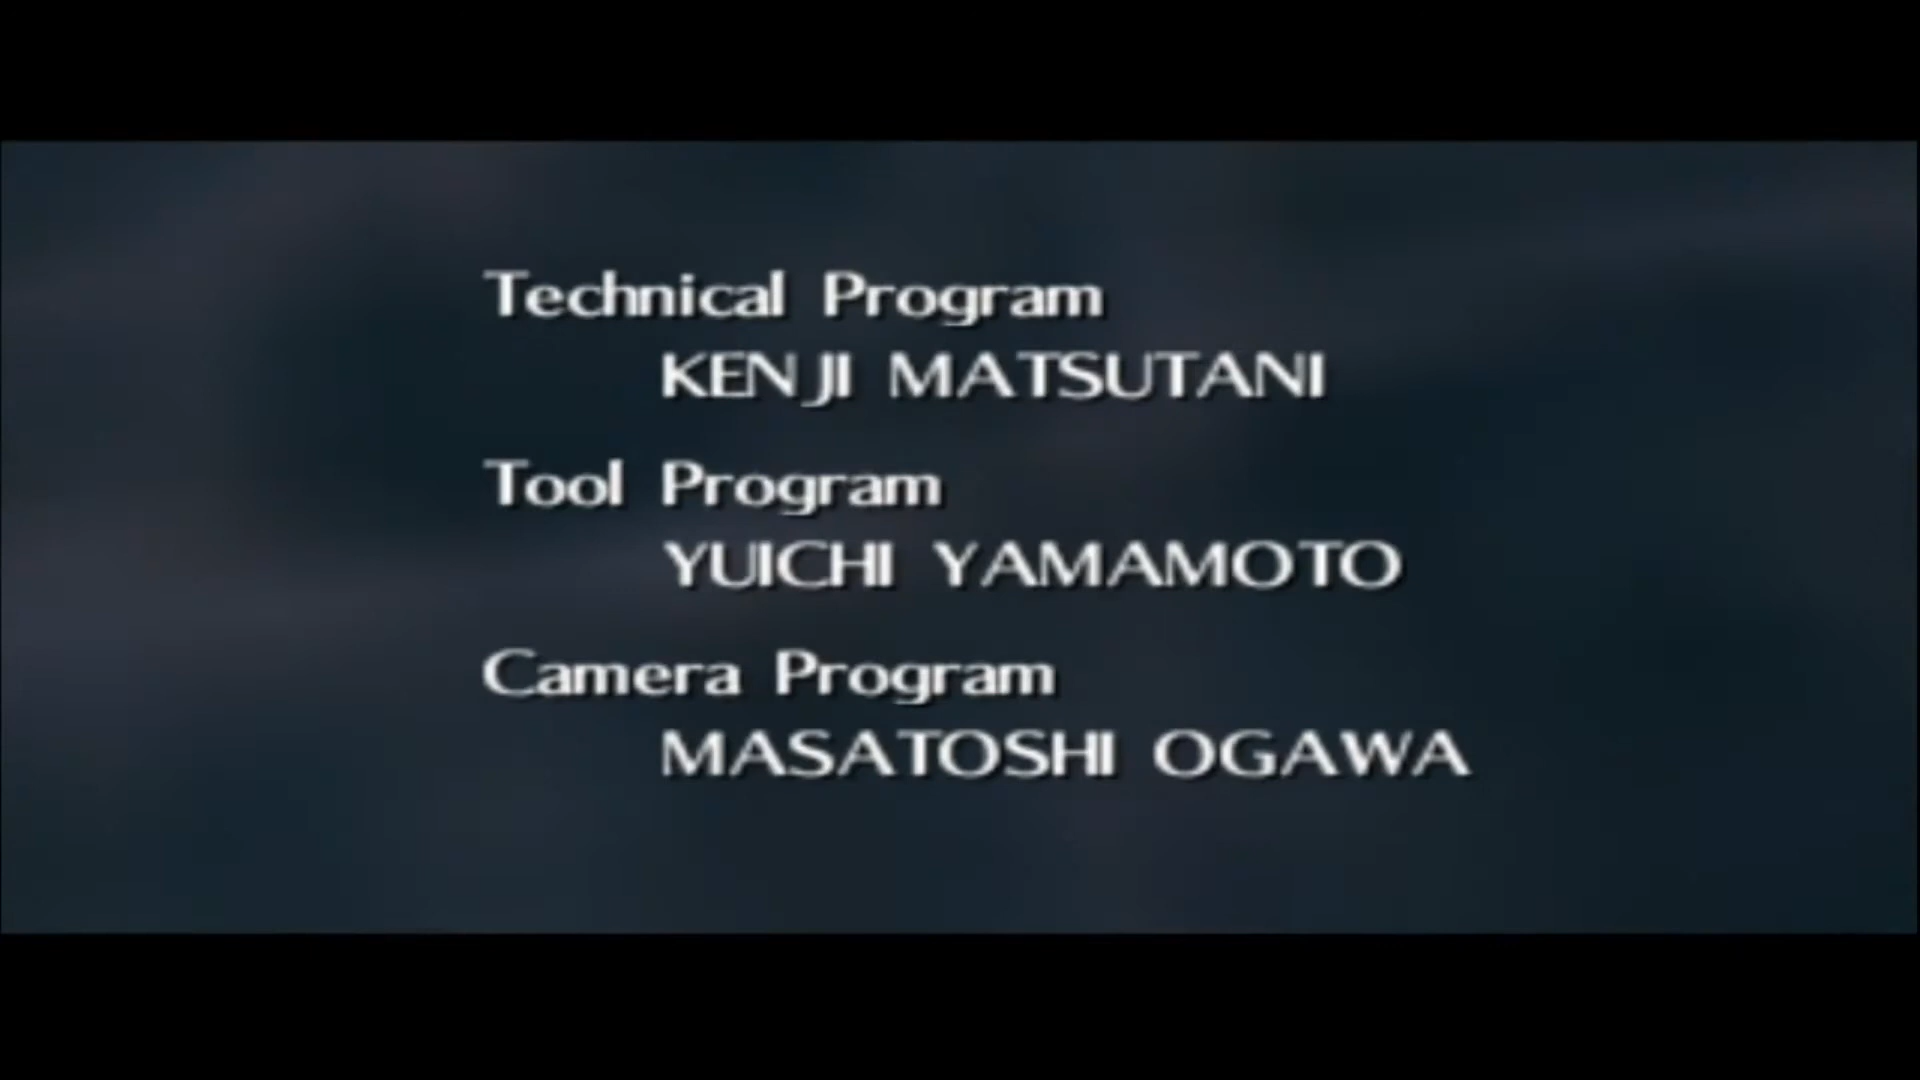 Technical Program
KENJI MATSUTANI
Tool Program
YUICHI YAMAMOTO
Camera Program
MASATOSHI OGAWA